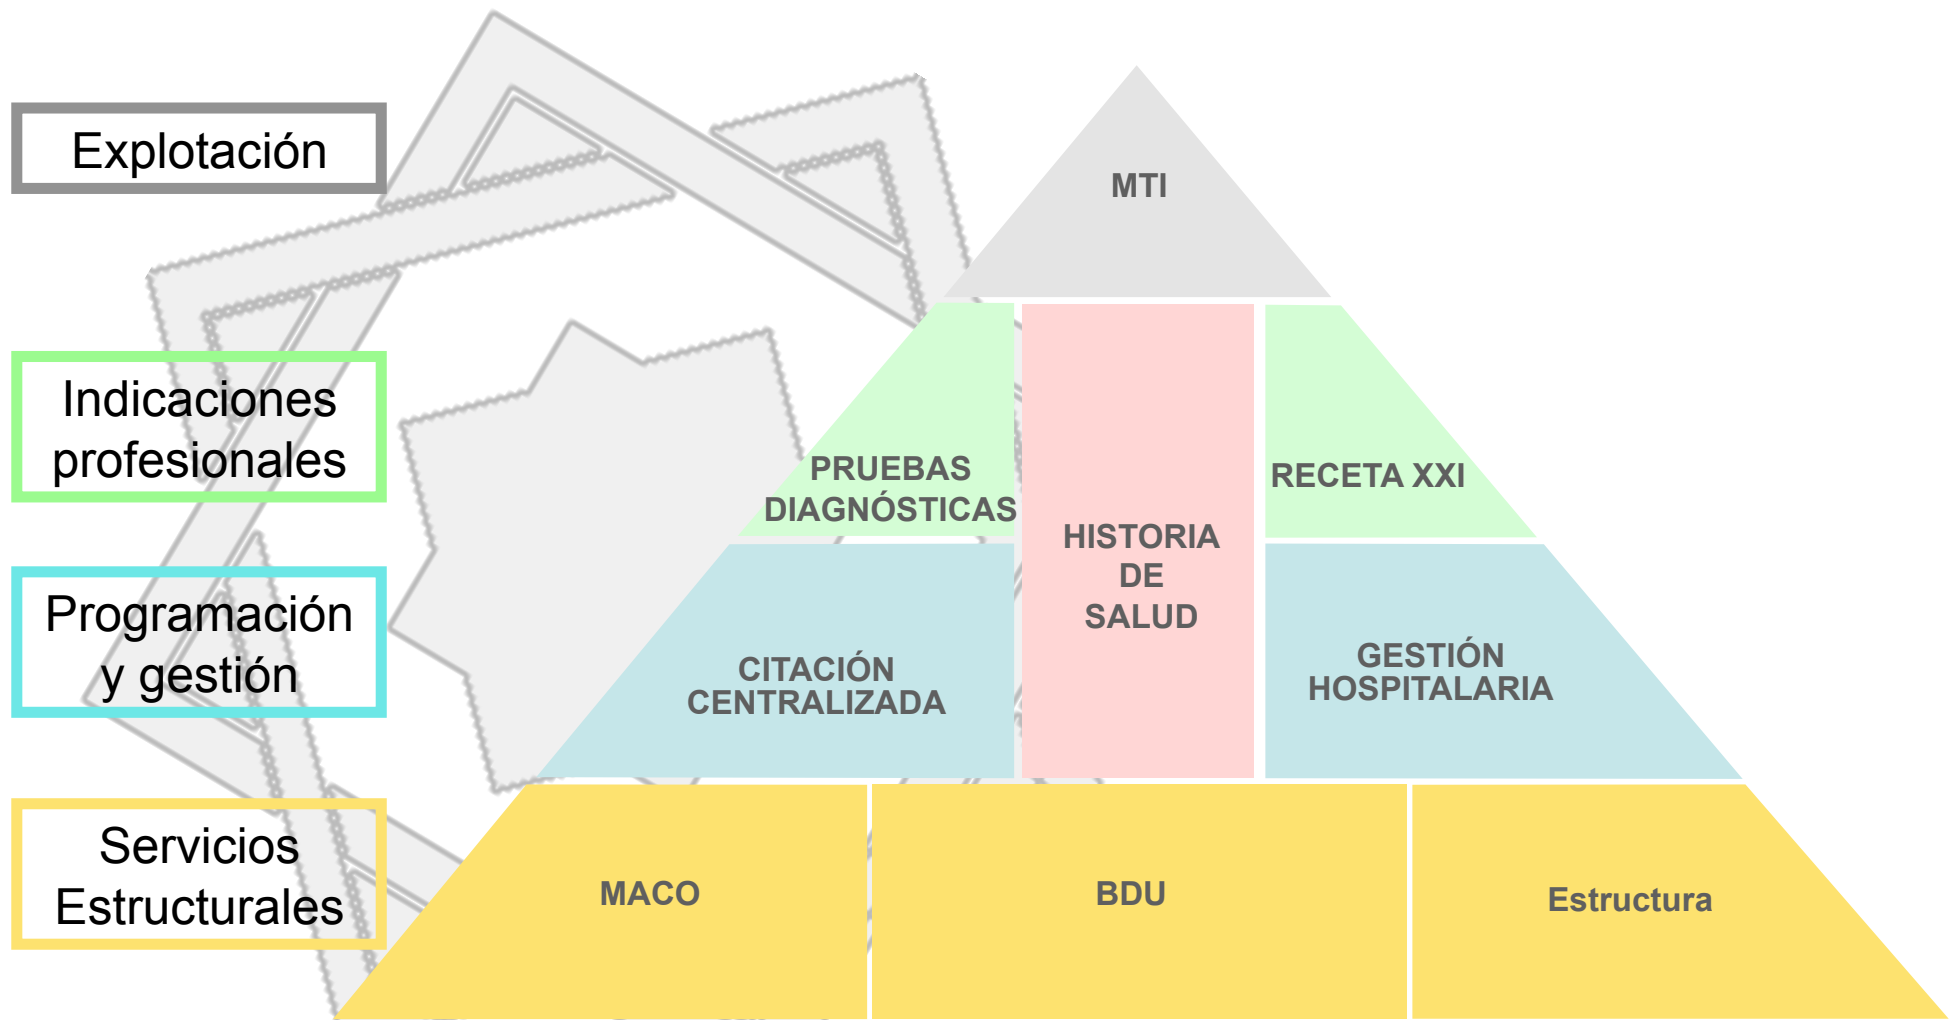 Explotación
MTI
Indicaciones
profesionales
PRUEBAS
DIAGNÓSTICAS
RECETA XXI
HISTORIA
DE
SALUD
Programación
y gestión
CITACIÓN
CENTRALIZADA
GESTIÓN
HOSPITALARIA
Servicios
Estructurales
MACO
BDU
Estructura